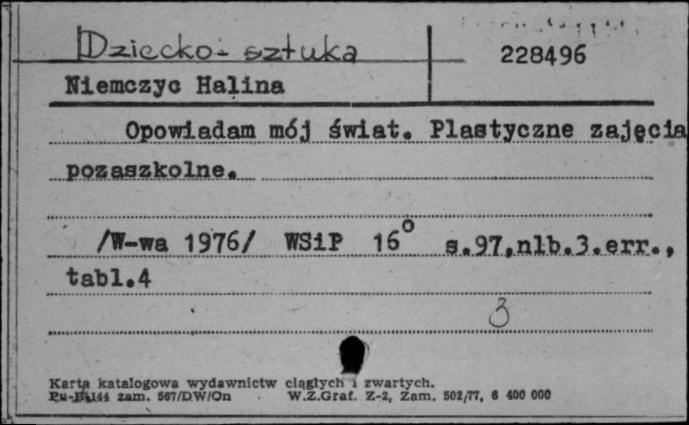 Dziecko - sztuka
228496
Niemczyc Halina
Opowiadam mój świat. Plastyczne zajęcia
pozaszkolne.
/W-wa 1976/ WSiP 16° s.97,nlb.3.err.,
tabl.4
3
Karta katalogowa wydawnictw ciągłych i zwartych.
zam. 567/DW/On W.Z.Graf. Z-2, Zam. 502/77, 6 400 000